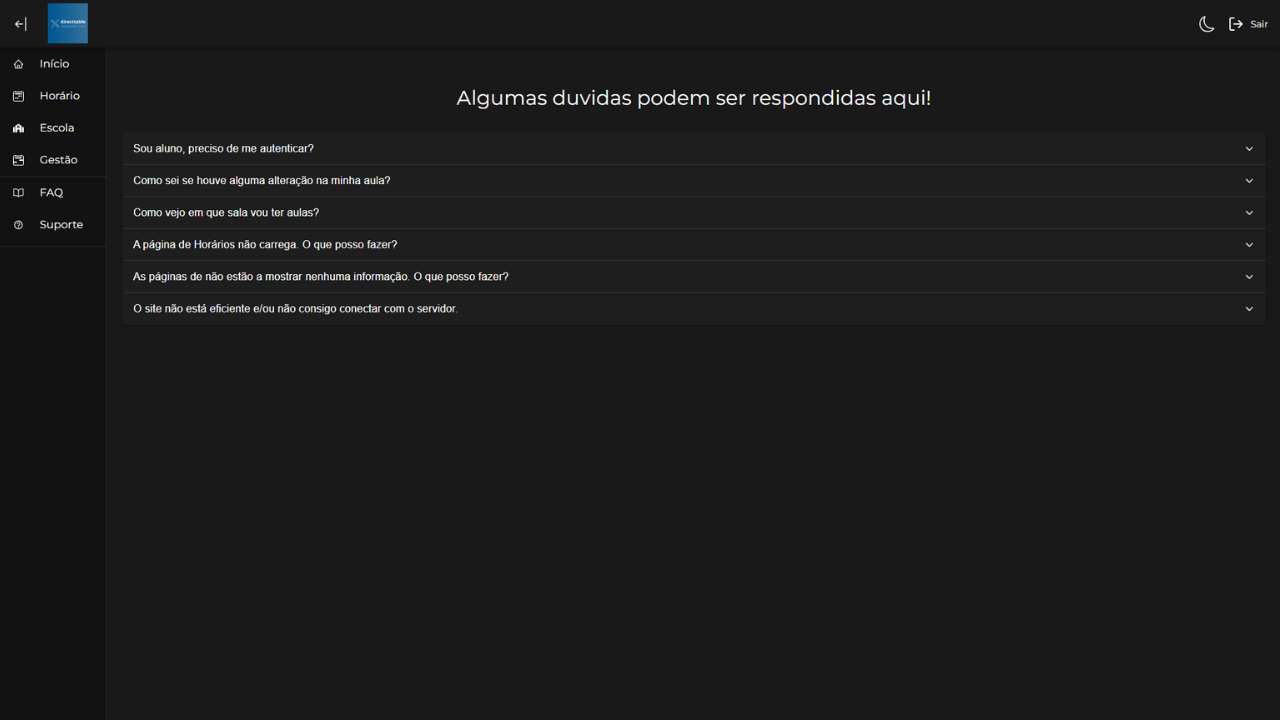 directtable
Sair
Início
Horário
Escola
Gestão
FAQ
Suporte
Algumas duvidas podem ser respondidas aqui!
Sou aluno, preciso de me autenticar?
Como sei se houve alguma alteração na minha aula?
Como vejo em que sala vou ter aulas?
A página de Horários não carrega. O que posso fazer?
As páginas de não estão a mostrar nenhuma informação. O que posso fazer?
O site não está eficiente e/ou não consigo conectar com o servidor.